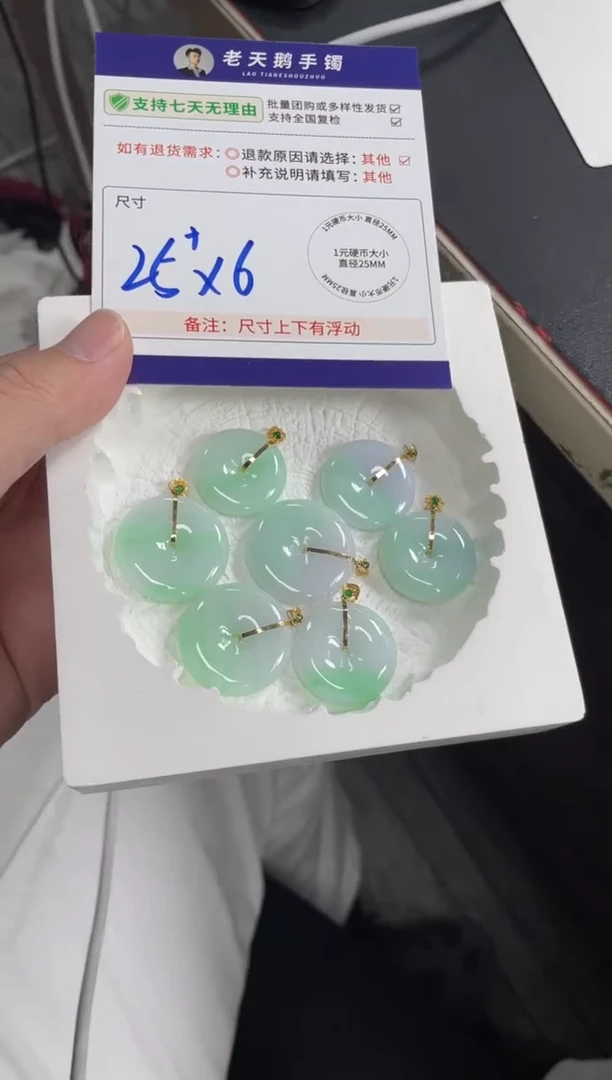 老天鹅手镯
LAO TIANESHOUZHUO
支持七天无理由
批量团购或多样性发货
支持全国复检
如有退货需求：◎退款原因请选择：其他
◎补充说明请填写：其他
尺寸
1元硬币大小 直径25MM
1元硬币大小
直径25MM
1元硬币大小 直径25MM
25+x6
备注：尺寸上下有浮动